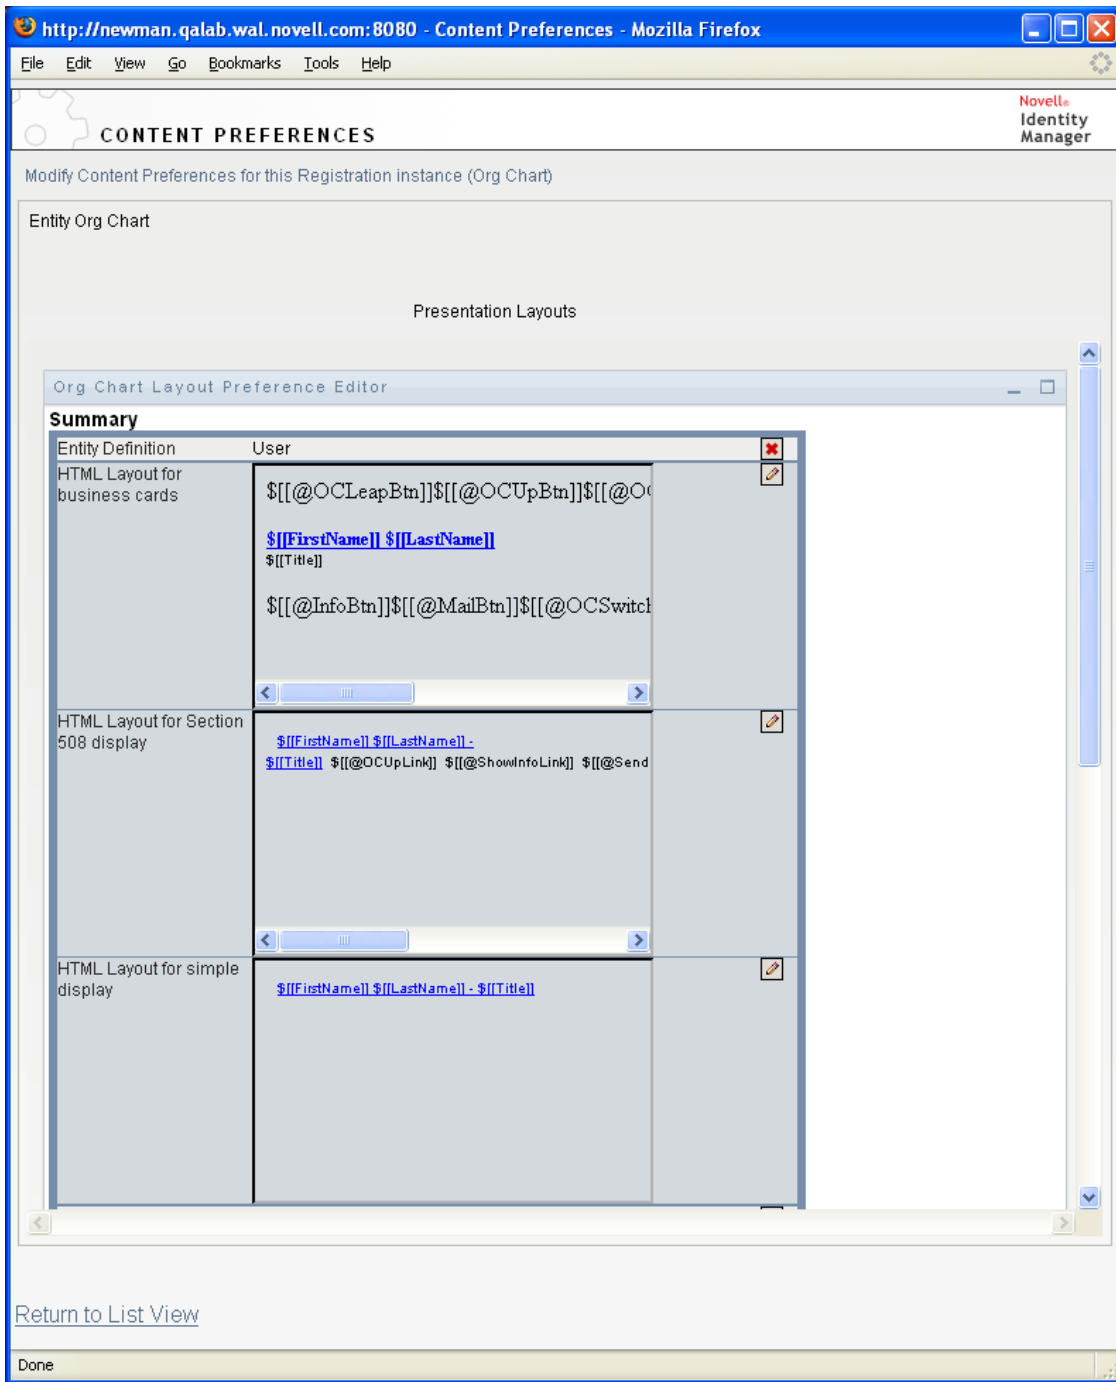 http://newman.qalab.wal.novell.com:8080 - Content Preferences - Mozilla Firefox
File Edit View Go Bookmarks Tools Help
Novell®
Identity
Manager
CONTENT PREFERENCES
Modify Content Preferences for this Registration instance (Org Chart)
Entity Org Chart
Presentation Layouts
Org Chart Layout Preference Editor
Summary
Entity Definition User
HTML Layout for
business cards
$[[@OCLeapBtn]]$[[@OCUpBtn]]$[[@O
$[[FirstName]] $[[LastName]]
$[[Title]]
$[[@InfoBtn]]$[[@MailBtn]]$[[@OCSwitch
HTML Layout for Section
508 display
$[[FirstName]] $[[LastName]] -
$[[Title]] $[[@OCUpLink]] $[[@ShowInfoLink]] $[[@Send
HTML Layout for simple
display
$[[FirstName]] $[[LastName]] - $[[Title]]
Return to List View
Done